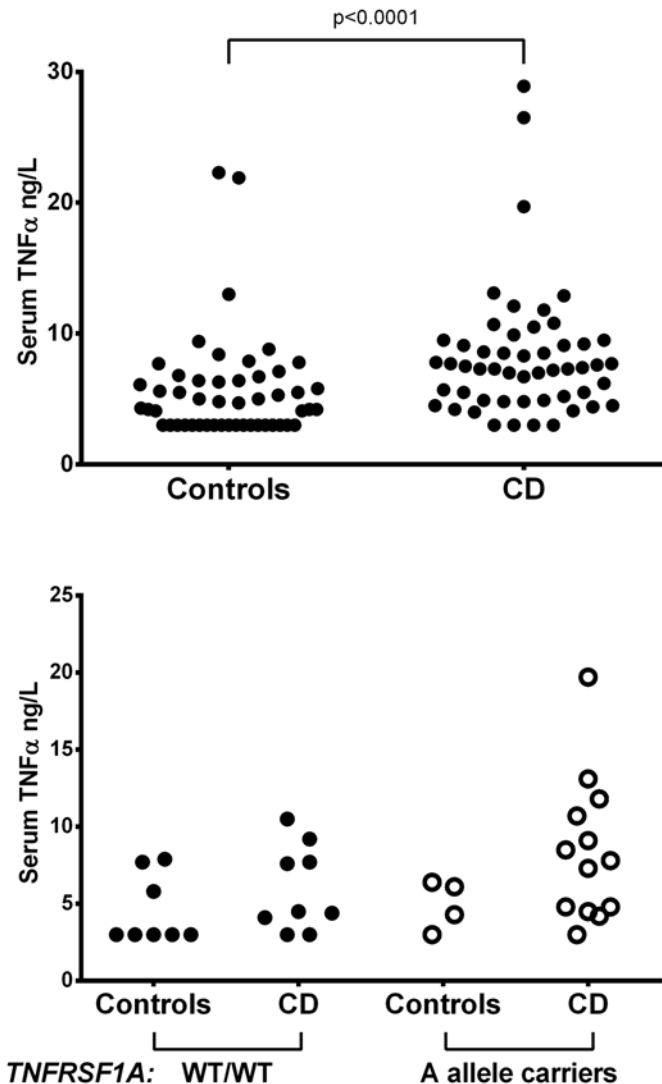 p<0.0001
30
20
10
0
Serum TNFα ng/L
Controls CD
25
20
15
10
5
0
Serum TNFα ng/L
Controls CD Controls CD
TNFRSF1A: WT/WT A allele carriers